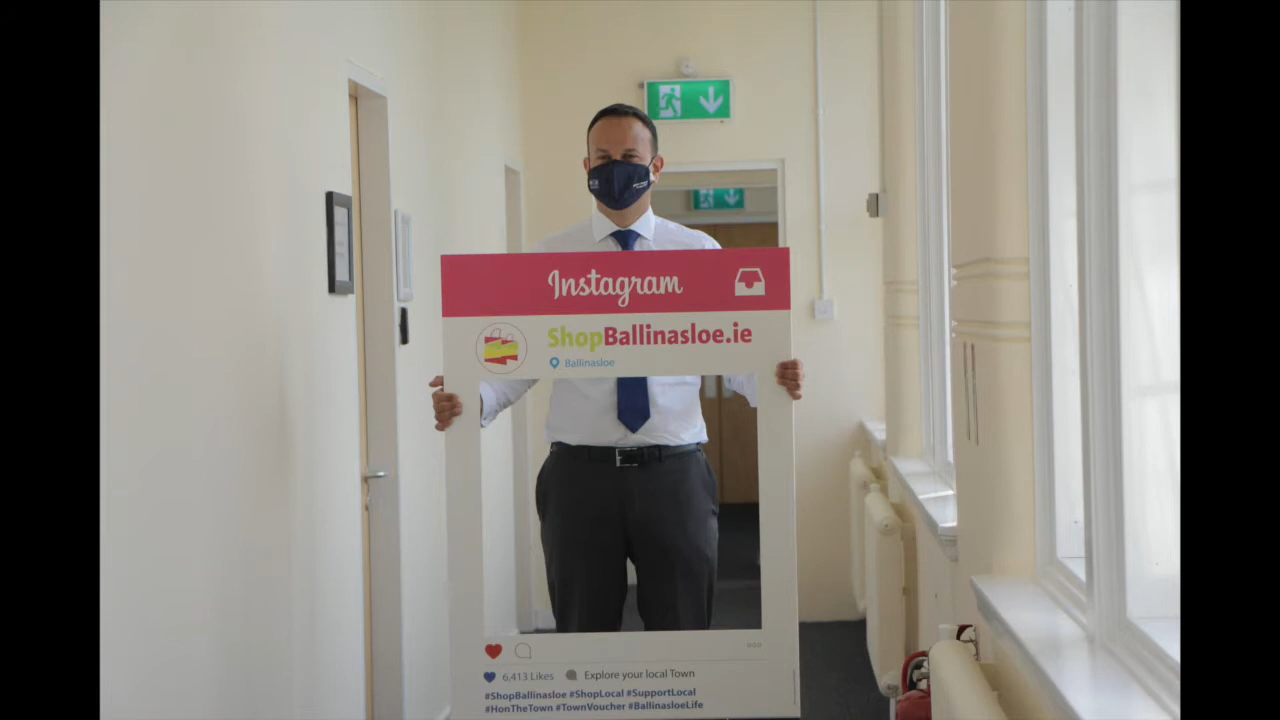 Instagram
ShopBallinasloe.ie
Ballinasloe
6,413 Likes Explore your local Town
#ShopBallinasloe #ShopLocal #SupportLocal
#HonTheTown #TownVoucher #BallinasloeLife